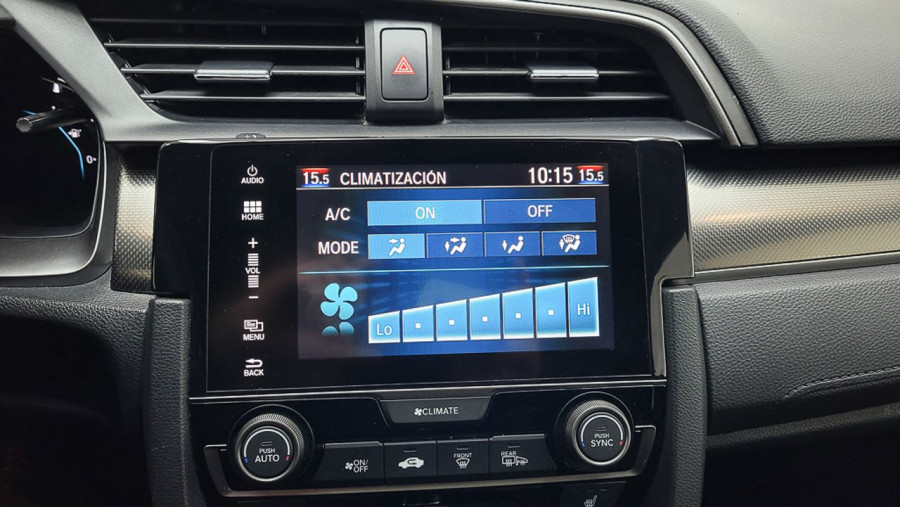 AUDIO
HOME
+
VOL
−
MENU
BACK
15.5 CLIMATIZACIÓN 10:15 15.5
A/C ON OFF
MODE
Lo Hi
CLIMATE
PUSH AUTO
ON/OFF
FRONT
REAR
PUSH SYNC
0